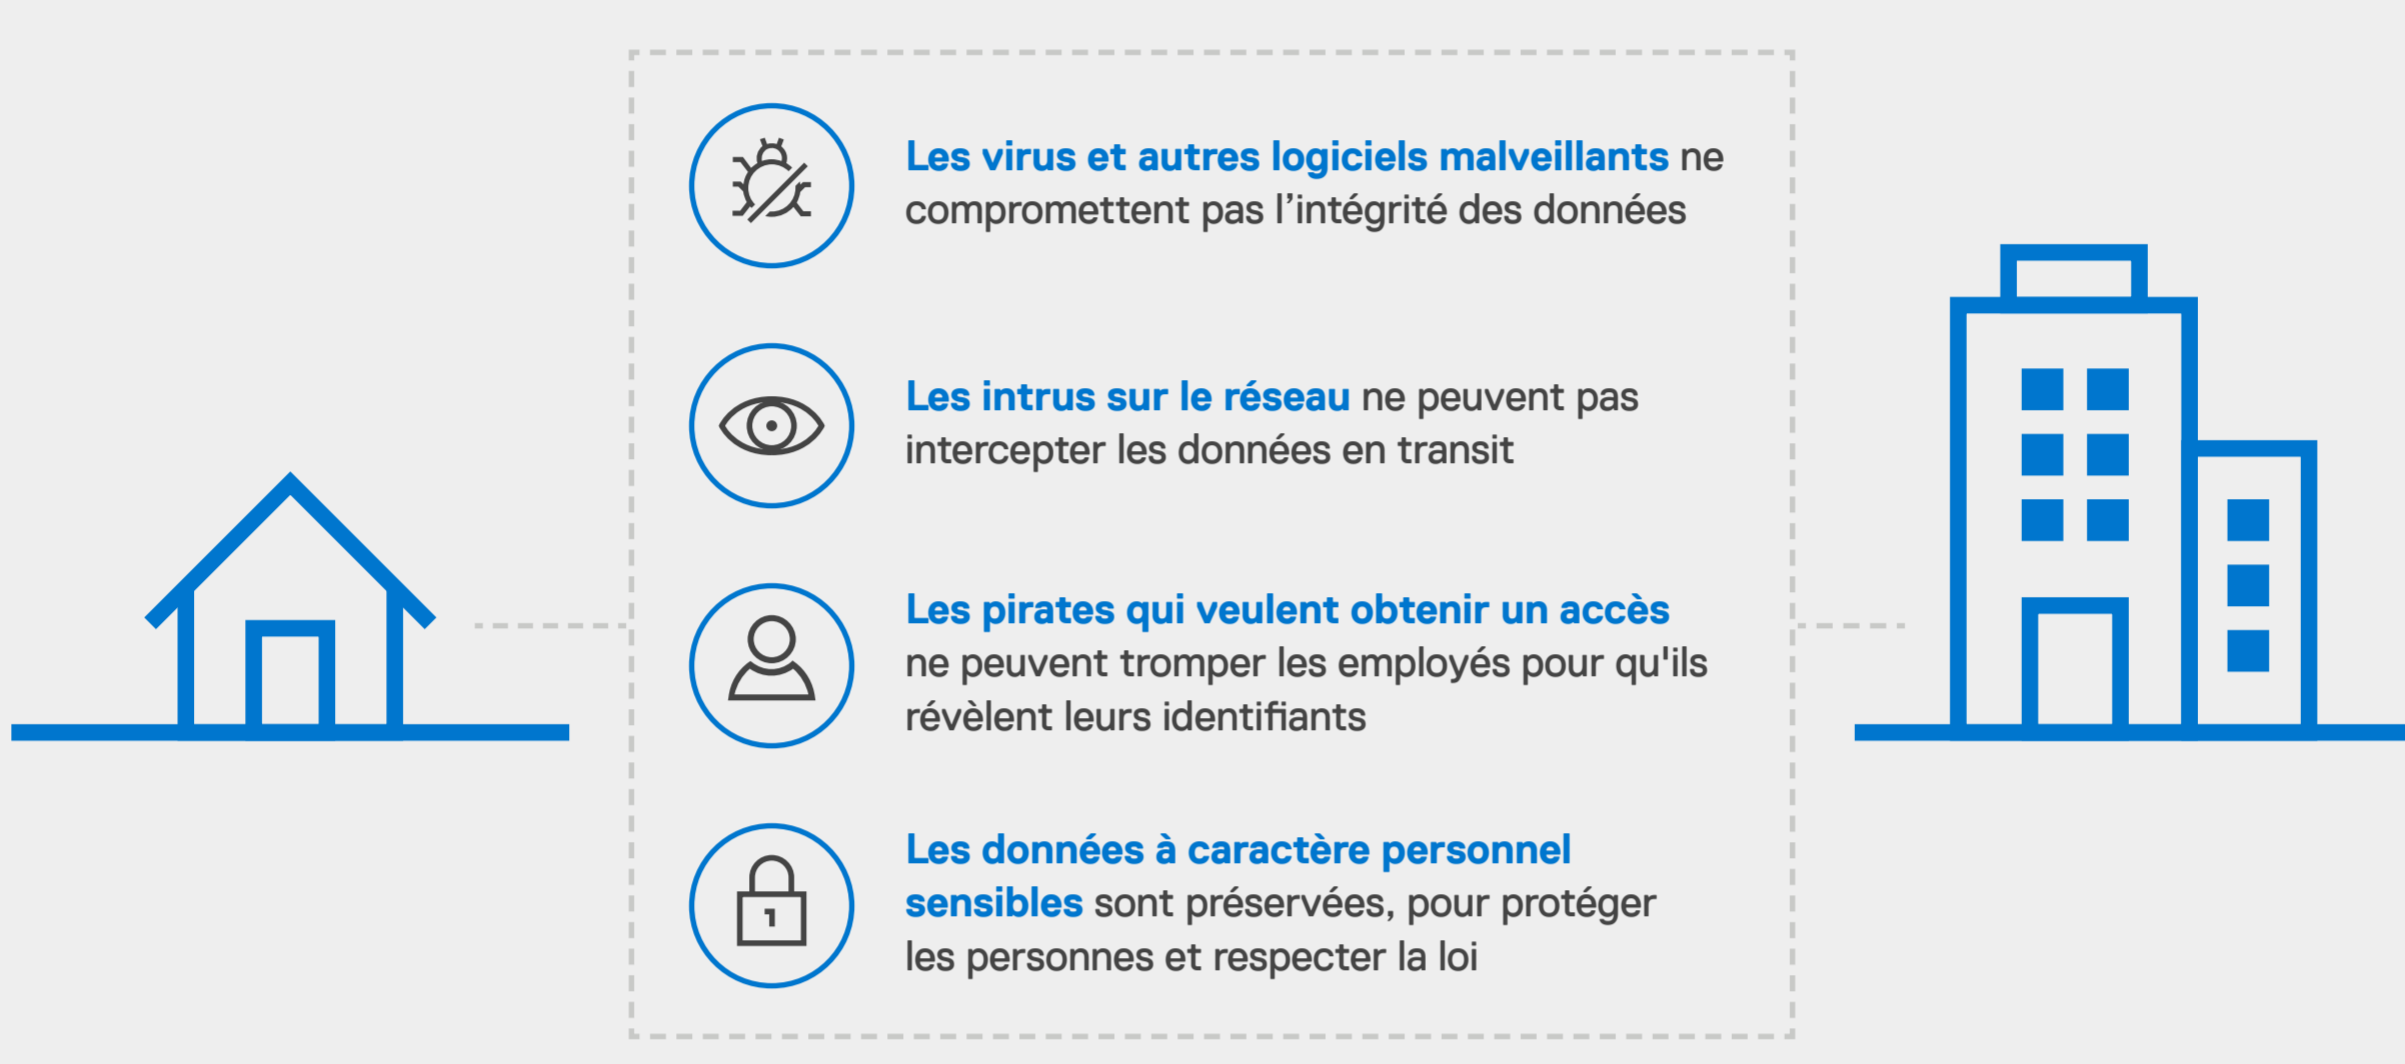 Les virus et autres logiciels malveillants ne
compromettent pas l’intégrité des données
Les intrus sur le réseau ne peuvent pas
intercepter les données en transit
Les pirates qui veulent obtenir un accès
ne peuvent tromper les employés pour qu'ils
révèlent leurs identifiants
Les données à caractère personnel
sensibles sont préservées, pour protéger
les personnes et respecter la loi